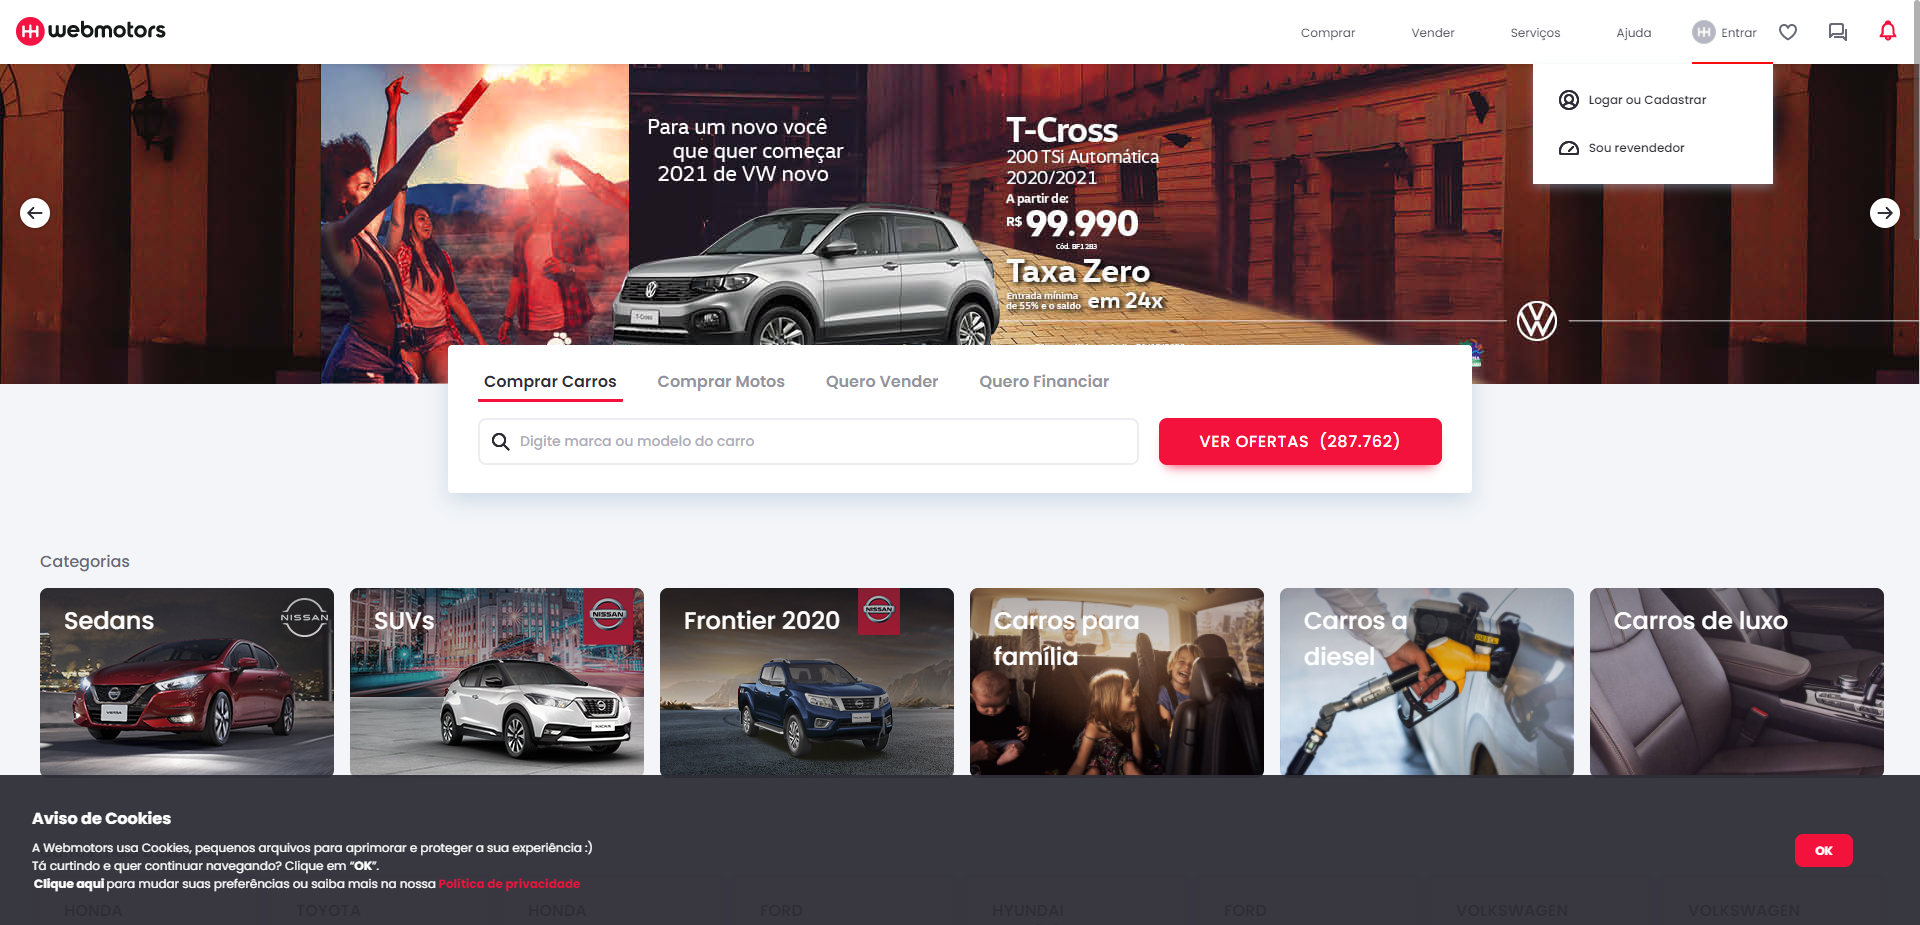 webmotors
Comprar
Vender
Serviços
Ajuda
Entrar
Logar ou Cadastrar
Sou revendedor
Para um novo você
que quer começar
2021 de VW novo
T-Cross
200 TSi Automática
2020/2021
A partir de:
R$ 99.990
Cód. BF12B3
Taxa Zero
Entrada mínima
de 55% e o saldo em 24x
T-Cross
Comprar Carros
Comprar Motos
Quero Vender
Quero Financiar
Digite marca ou modelo do carro
VER OFERTAS (287.762)
Categorias
Sedans
NISSAN
VERSA
SUVs
NISSAN
KICKS
Frontier 2020
NISSAN
Carros para
família
Carros a
diesel
Carros de luxo
Aviso de Cookies
A Webmotors usa Cookies, pequenos arquivos para aprimorar e proteger a sua experiência :)
Tá curtindo e quer continuar navegando? Clique em “OK”.
Clique aqui para mudar suas preferências ou saiba mais na nossa Política de privacidade
OK
HONDA
TOYOTA
HONDA
FORD
HYUNDAI
FORD
VOLKSWAGEN
VOLKSWAGEN